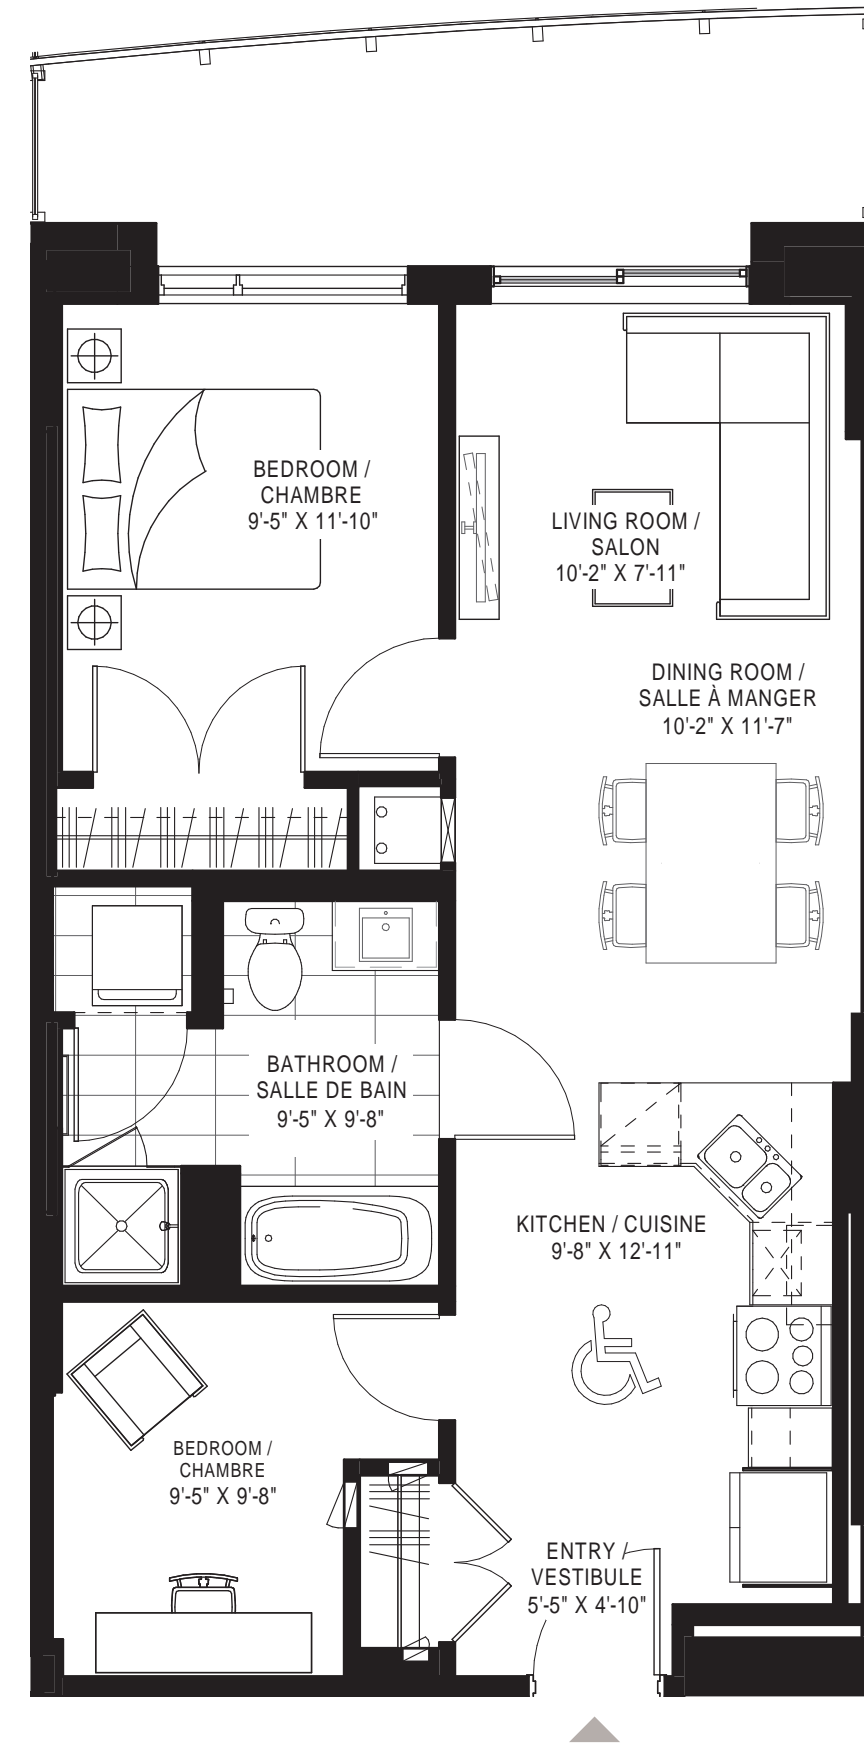 BEDROOM /
CHAMBRE
9'-5" X 11'-10"
LIVING ROOM /
SALON
10'-2" X 7'-11"
DINING ROOM /
SALLE À MANGER
10'-2" X 11'-7"
BATHROOM /
SALLE DE BAIN
9'-5" X 9'-8"
KITCHEN / CUISINE
9'-8" X 12'-11"
BEDROOM /
CHAMBRE
9'-5" X 9'-8"
ENTRY /
VESTIBULE
5'-5" X 4'-10"